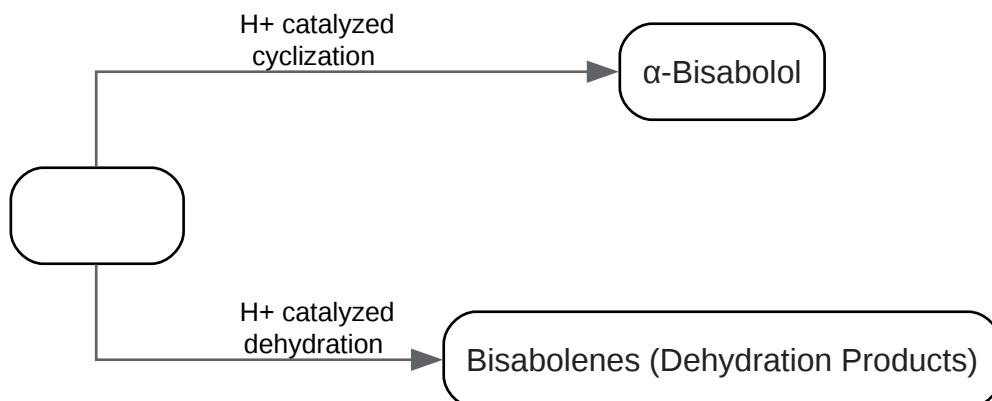 H+ catalyzed
cyclization
α-Bisabolol
H+ catalyzed
dehydration
Bisabolenes (Dehydration Products)